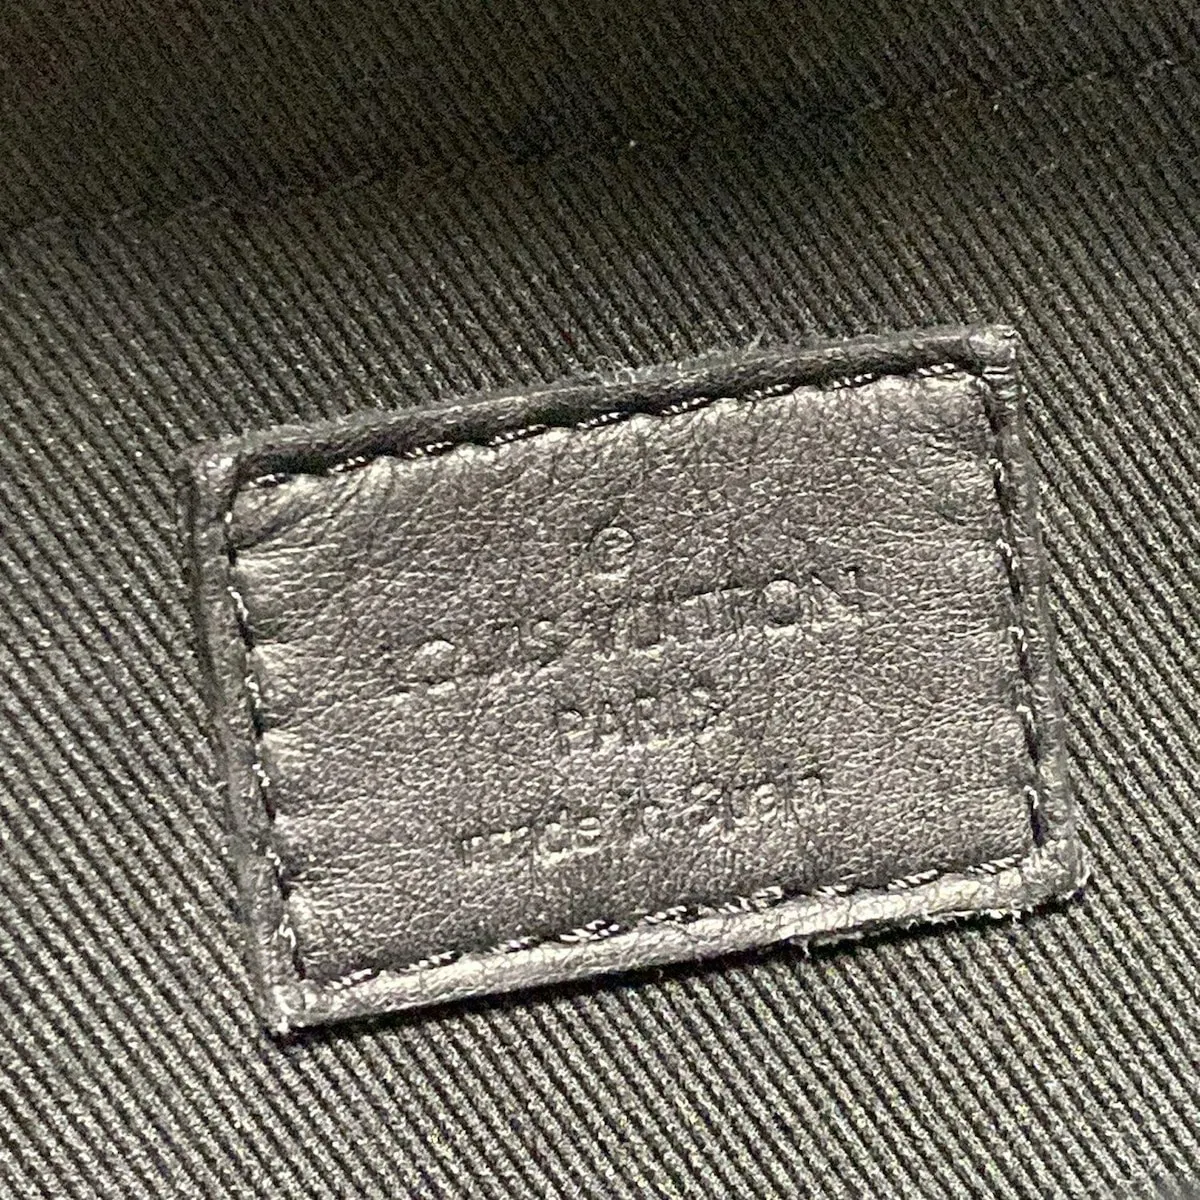 ®
LOUIS VUITTON
PARIS
made in Spain